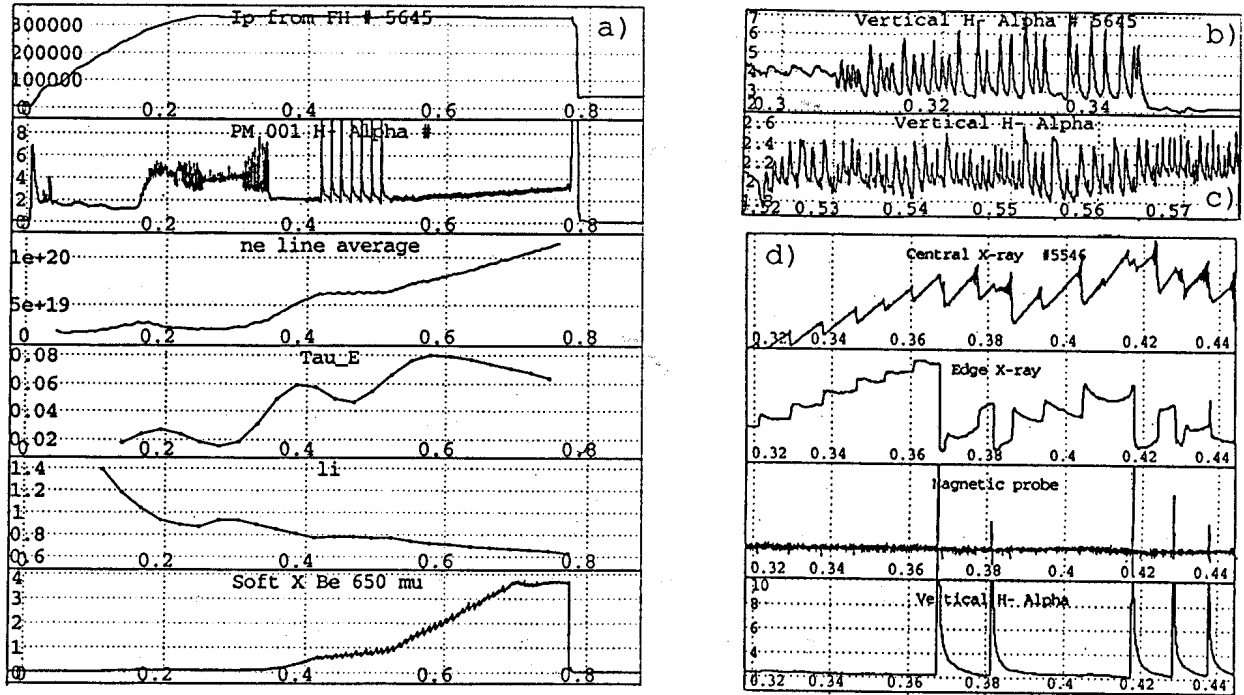 Ip from FH # 5645
a)
300000
200000
100000
0
0.2 0.4 0.6 0.8
PM 001 H- Alpha #
8
6
4
2
0
0.2 0.4 0.6 0.8
ne line average
1e+20
5e+19
0 0.2 0.4 0.6 0.8
Tau_E
0.08
0.06
0.04
0.02
0 0.2 0.4 0.6 0.8
li
1.4
1.2
1
0.8
0.6
0 0.2 0.4 0.6 0.8
Soft X Be 650 mu
4
3
2
1
0 0.2 0.4 0.6 0.8
Vertical H- Alpha # 5645
b)
7
6
5
4
3
2
0.3 0.32 0.34
Vertical H- Alpha
c)
2.6
2.4
2.2
2
1.8
0.53 0.54 0.55 0.56 0.57
d)
Central X-ray #5546
0.32 0.34 0.36 0.38 0.4 0.42 0.44
Edge X-ray
0.32 0.34 0.36 0.38 0.4 0.42 0.44
Magnetic probe
0.32 0.34 0.36 0.38 0.4 0.42 0.44
Vertical H- Alpha
10
8
6
4
0.32 0.34 0.36 0.38 0.4 0.42 0.44